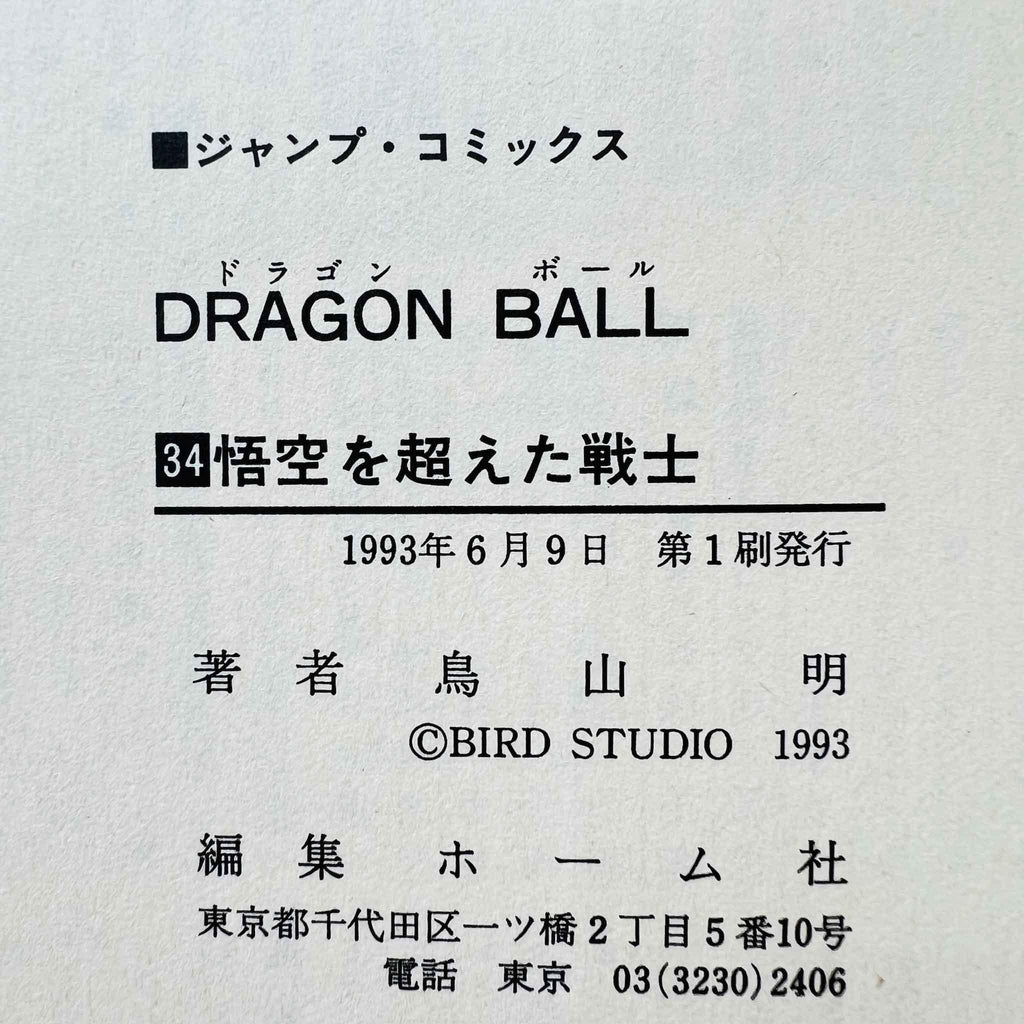 ■ジャンプ・コミックス
ドラゴン ボール
DRAGON BALL
34悟空を超えた戦士
1993年6月9日 第1刷発行
著者 鳥山明
©BIRD STUDIO 1993
編集 ホーム社
東京都千代田区一ツ橋2丁目5番10号
電話 東京 03(3230)2406